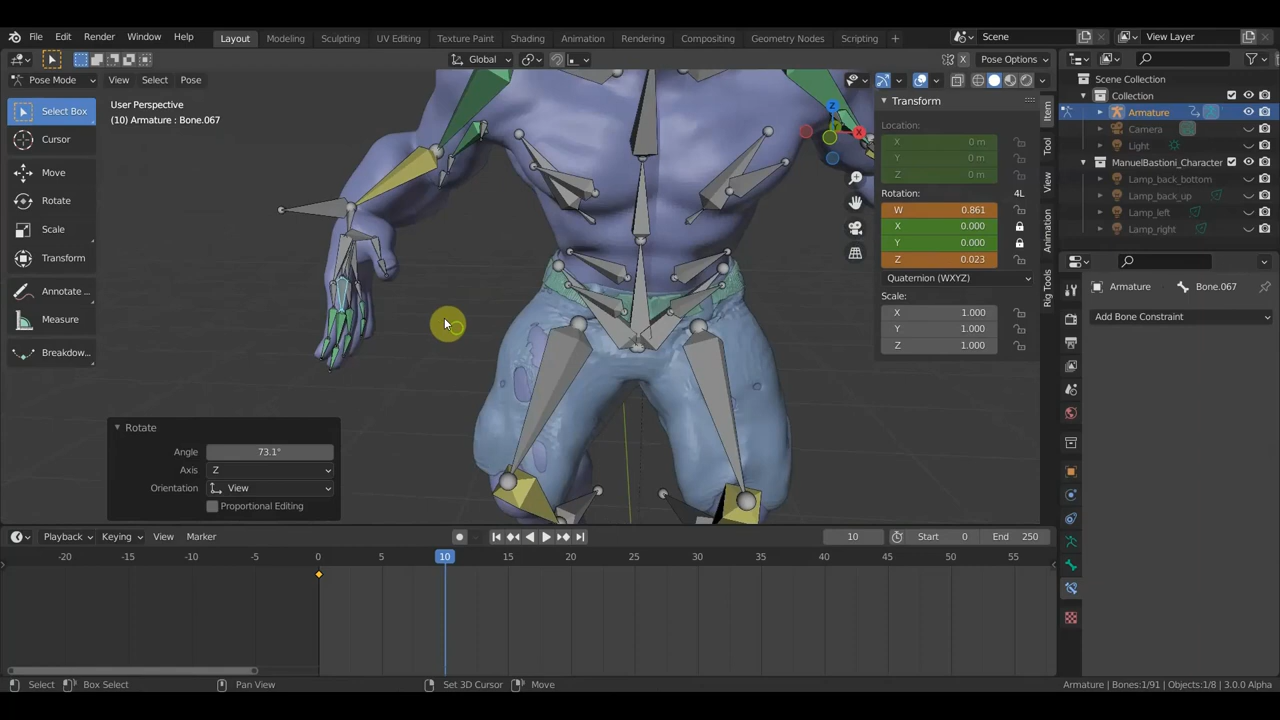 File Edit Render Window Help Layout Modeling Sculpting UV Editing Texture Paint Shading Animation Rendering Compositing Geometry Nodes Scripting + Scene View Layer
Global X Pose Options
Pose Mode View Select Pose
Select Box
Cursor
Move
Rotate
Scale
Transform
Annotate ...
Measure
Breakdow...
User Perspective
(10) Armature : Bone.067
Z
X
Transform
Location:
X 0 m
Y 0 m
Z 0 m
Rotation: 4L
W 0.861
X 0.000
Y 0.000
Z 0.023
Quaternion (WXYZ)
Scale:
X 1.000
Y 1.000
Z 1.000
Item
Tool
View
Animation
Rig Tools
Scene Collection
Collection
Armature
Camera
Light
ManuelBastioni_Character
Lamp_back_bottom
Lamp_back_up
Lamp_left
Lamp_right
Armature Bone.067
Add Bone Constraint
Rotate
Angle 73.1°
Axis Z
Orientation View
Proportional Editing
Playback Keying View Marker 10 Start 0 End 250
-20 -15 -10 -5 0 5 10 15 20 25 30 35 40 45 50 55
Select Box Select Pan View Set 3D Cursor Move Armature | Bones:1/91 | Objects:1/8 | 3.0.0 Alpha